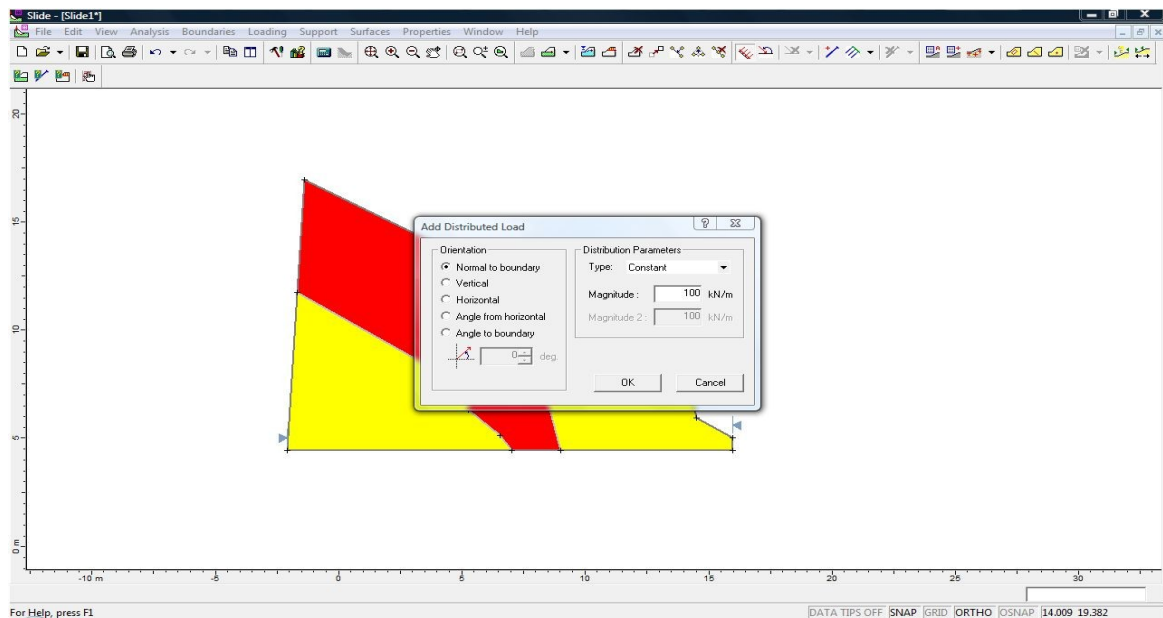 Slide - [Slide1*]
File Edit View Analysis Boundaries Loading Support Surfaces Properties Window Help
20
15
10
5
0 m
Add Distributed Load
Orientation
Normal to boundary
Vertical
Horizontal
Angle from horizontal
Angle to boundary
0 deg.
Distribution Parameters
Type: Constant
Magnitude : 100 kN/m
Magnitude 2 : 100 kN/m
OK Cancel
-10 m -5 0 5 10 15 20 25 30
For Help, press F1 DATA TIPS OFF SNAP GRID ORTHO OSNAP 14.009 19.382